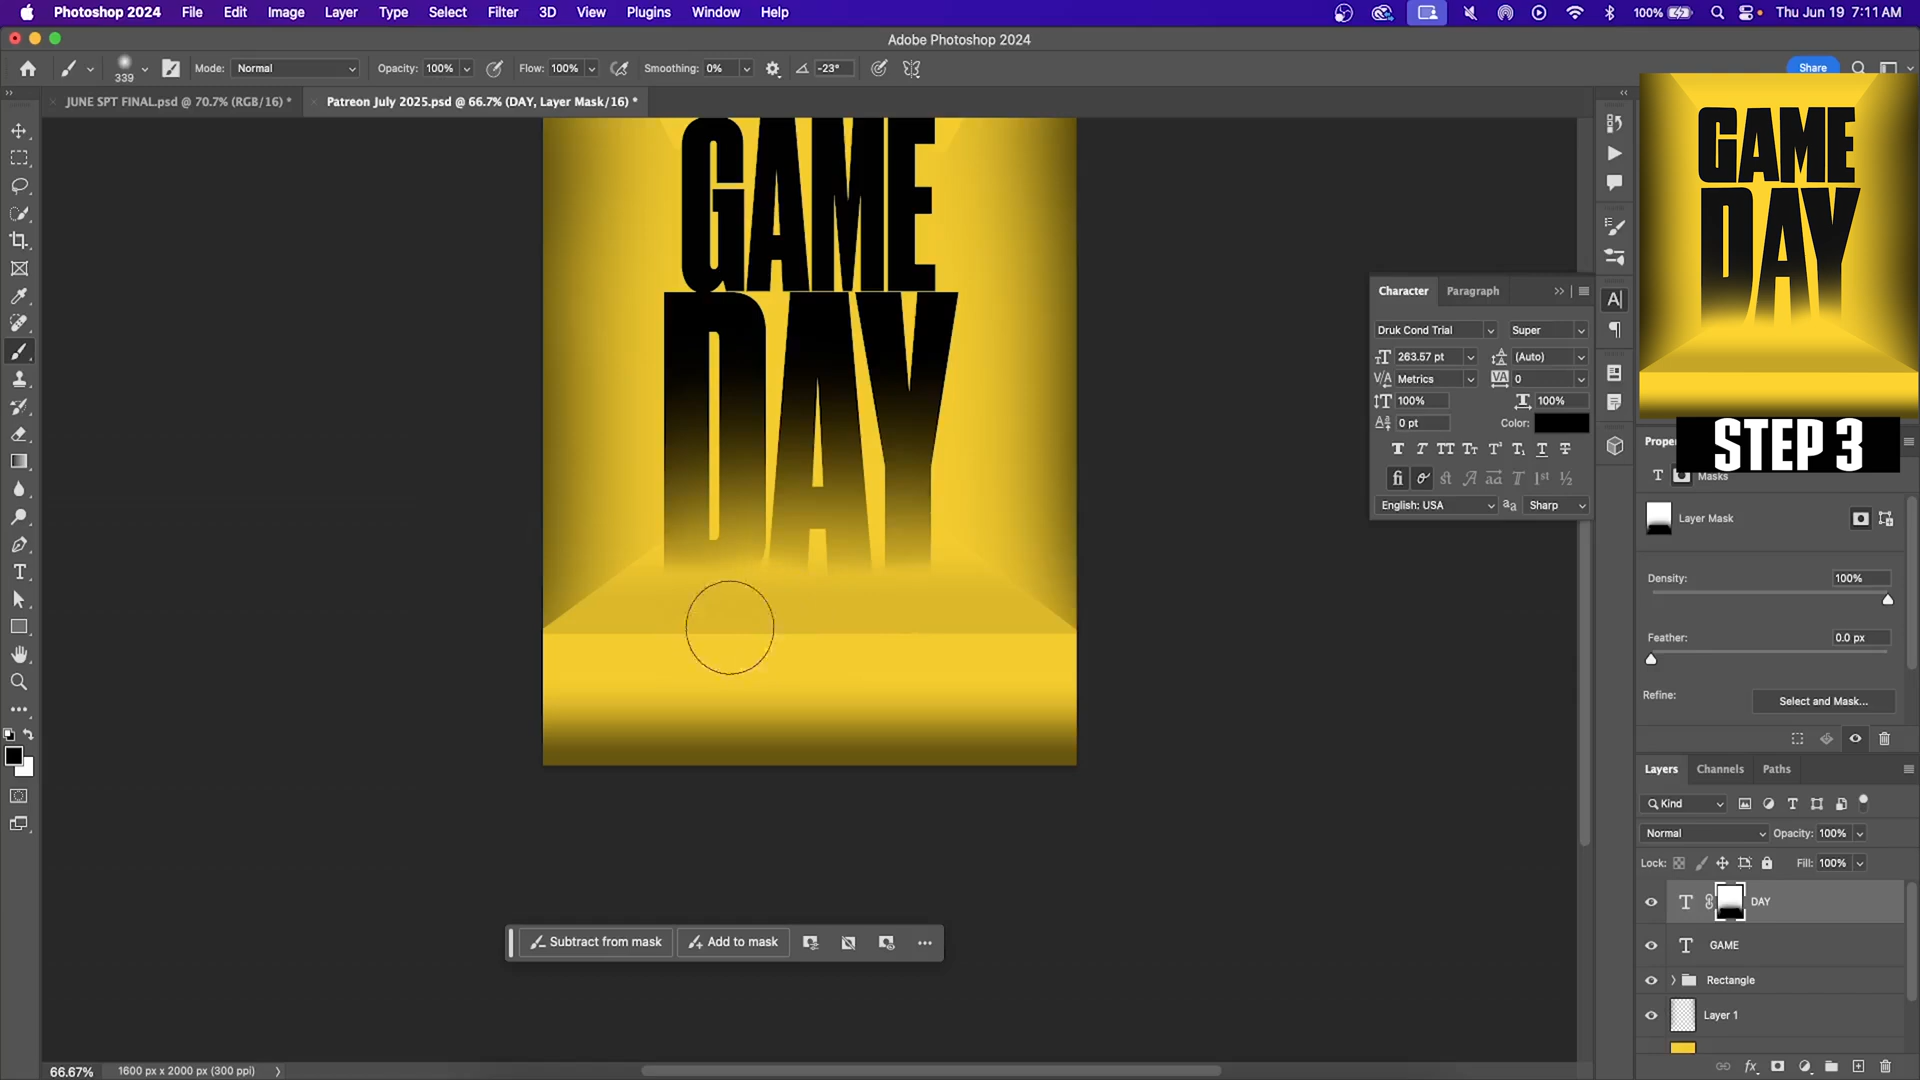 Photoshop 2024 File Edit Image Layer Type Select Filter 3D View Plugins Window Help 100% Thu Jun 19 7:11 AM
Adobe Photoshop 2024
339 Mode: Normal Opacity: 100% Flow: 100% Smoothing: 0% -23° Share
JUNE SPT FINAL.psd @ 70.7% (RGB/16) * Patreon July 2025.psd @ 66.7% (DAY, Layer Mask/16) *
GAME
DAY
GAME
DAY
STEP 3
Character Paragraph
Druk Cond Trial Super
263.57 pt (Auto)
Metrics 0
100% 100%
0 pt Color:
English: USA Sharp
Masks
Layer Mask
Density: 100%
Feather: 0.0 px
Refine: Select and Mask...
Layers Channels Paths
Kind
Normal Opacity: 100%
Lock: Fill: 100%
DAY
GAME
Rectangle
Layer 1
Subtract from mask Add to mask
66.67% 1600 px x 2000 px (300 ppi)